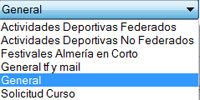 General
Actividades Deportivas Federados
Actividades Deportivas No Federados
Festivales Almería en Corto
General tf y mail
General
Solicitud Curso